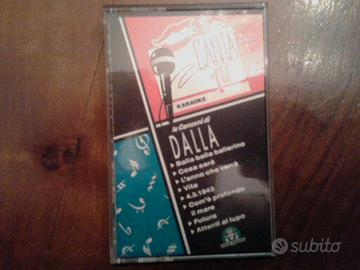 CANTA
TU
KARAOKE
le Canzoni di
DALLA
Balla balla ballerino
Cosa sarà
L'anno che verrà
Vita
4.3.1943
Com'è profondo
il mare
Futura
Attenti al lupo
subito